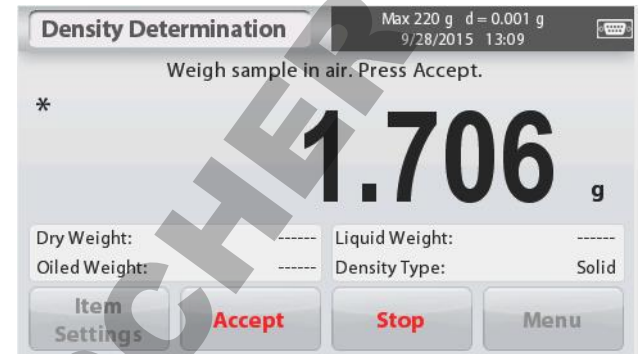 Density Determination
Max 220 g d = 0.001 g
9/28/2015 13:09
Weigh sample in air. Press Accept.
*
1.706 g
Dry Weight: ------
Liquid Weight: ------
Oiled Weight: ------
Density Type: Solid
Item Settings
Accept
Stop
Menu
CHER